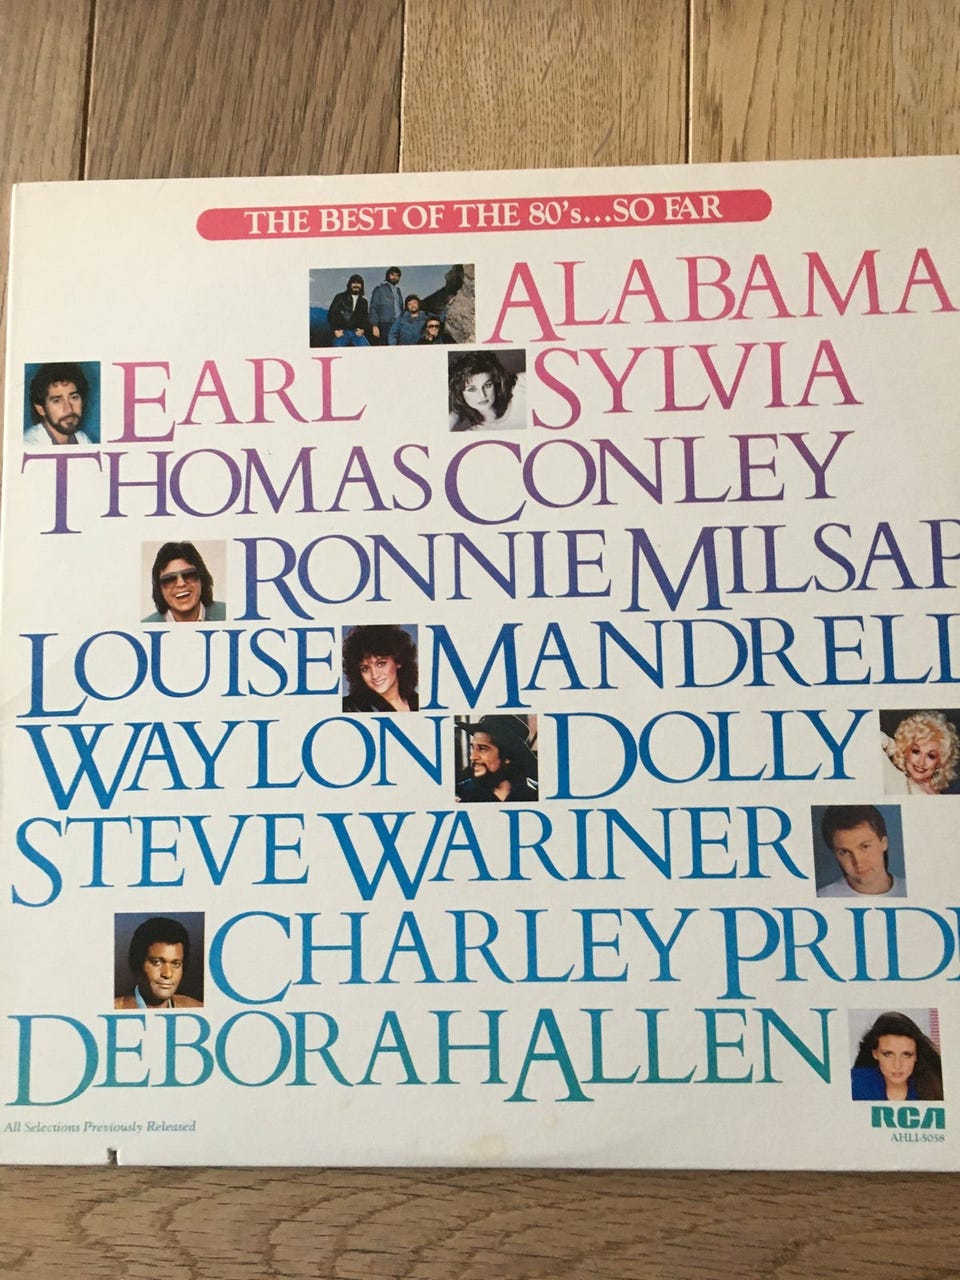 THE BEST OF THE 80's...SO FAR
ALABAMA
EARL SYLVIA
THOMAS CONLEY
RONNIE MILSAP
LOUISE MANDRELL
WAYLON DOLLY
STEVE WARINER
CHARLEY PRID
DEBORAH ALLEN
All Selections Previously Released
RCA
AHL1-5058